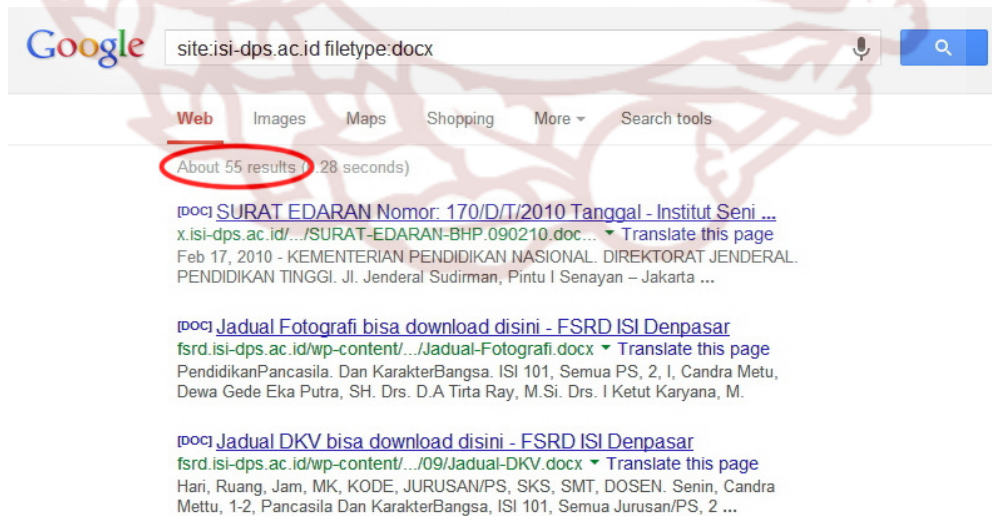 Google site:isi-dps.ac.id filetype:docx
Web Images Maps Shopping More Search tools
About 55 results ( .28 seconds)
[DOC] SURAT EDARAN Nomor: 170/D/T/2010 Tanggal - Institut Seni ...
x.isi-dps.ac.id/.../SURAT-EDARAN-BHP.090210.doc... Translate this page
Feb 17, 2010 - KEMENTERIAN PENDIDIKAN NASIONAL. DIREKTORAT JENDERAL.
PENDIDIKAN TINGGI. Jl. Jenderal Sudirman, Pintu I Senayan – Jakarta ...
[DOC] Jadual Fotografi bisa download disini - FSRD ISI Denpasar
fsrd.isi-dps.ac.id/wp-content/.../Jadual-Fotografi.docx Translate this page
PendidikanPancasila. Dan KarakterBangsa. ISI 101, Semua PS, 2, I, Candra Metu,
Dewa Gede Eka Putra, SH. Drs. D.A Tirta Ray, M.Si. Drs. I Ketut Karyana, M.
[DOC] Jadual DKV bisa download disini - FSRD ISI Denpasar
fsrd.isi-dps.ac.id/wp-content/.../09/Jadual-DKV.docx Translate this page
Hari, Ruang, Jam, MK, KODE, JURUSAN/PS, SKS, SMT, DOSEN. Senin, Candra
Mettu, 1-2, Pancasila Dan KarakterBangsa, ISI 101, Semua Jurusan/PS, 2 ...